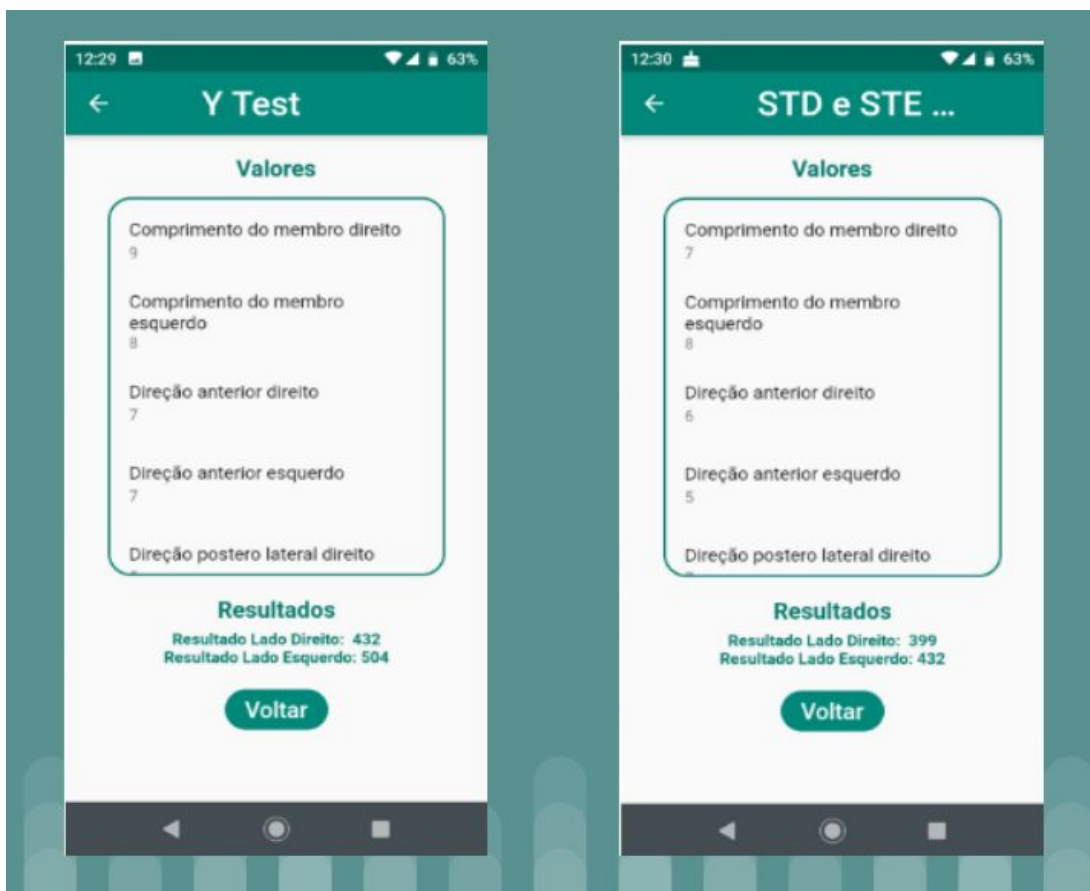 12:29
63%
Y Test
Valores
Comprimento do membro direito
9
Comprimento do membro
esquerdo
8
Direção anterior direito
7
Direção anterior esquerdo
7
Direção postero lateral direito
Resultados
Resultado Lado Direito: 432
Resultado Lado Esquerdo: 504
Voltar
12:30
63%
STD e STE ...
Valores
Comprimento do membro direito
7
Comprimento do membro
esquerdo
8
Direção anterior direito
6
Direção anterior esquerdo
5
Direção postero lateral direito
Resultados
Resultado Lado Direito: 399
Resultado Lado Esquerdo: 432
Voltar